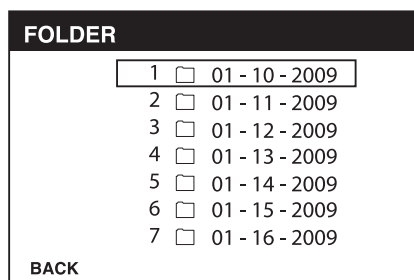 FOLDER
1 01 - 10 - 2009
2 01 - 11 - 2009
3 01 - 12 - 2009
4 01 - 13 - 2009
5 01 - 14 - 2009
6 01 - 15 - 2009
7 01 - 16 - 2009
BACK